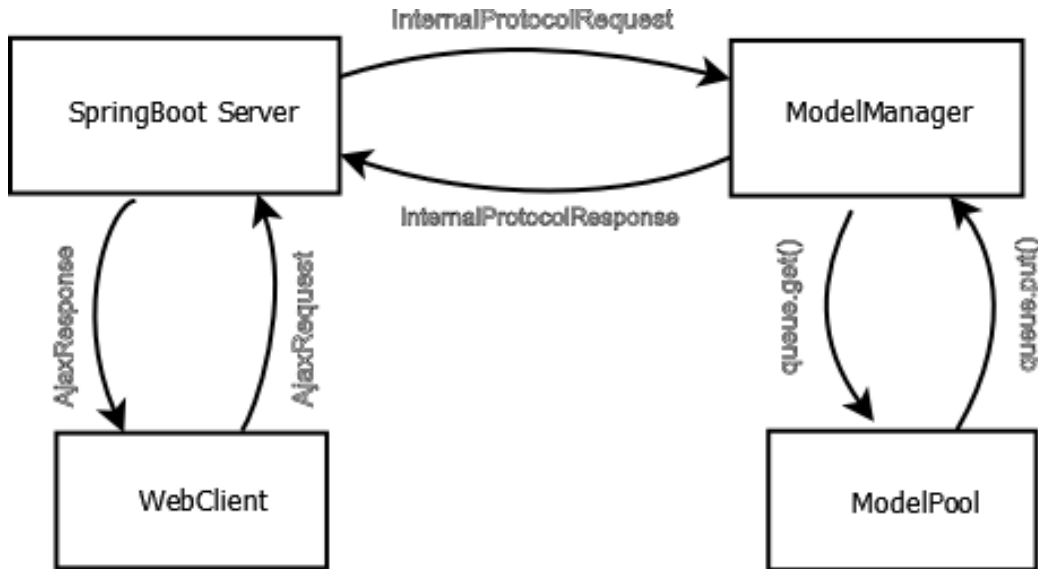 InternalProtocolRequest
SpringBoot Server
ModelManager
InternalProtocolResponse
AjaxResponse
AjaxRequest
queue.get()
queue.put()
WebClient
ModelPool